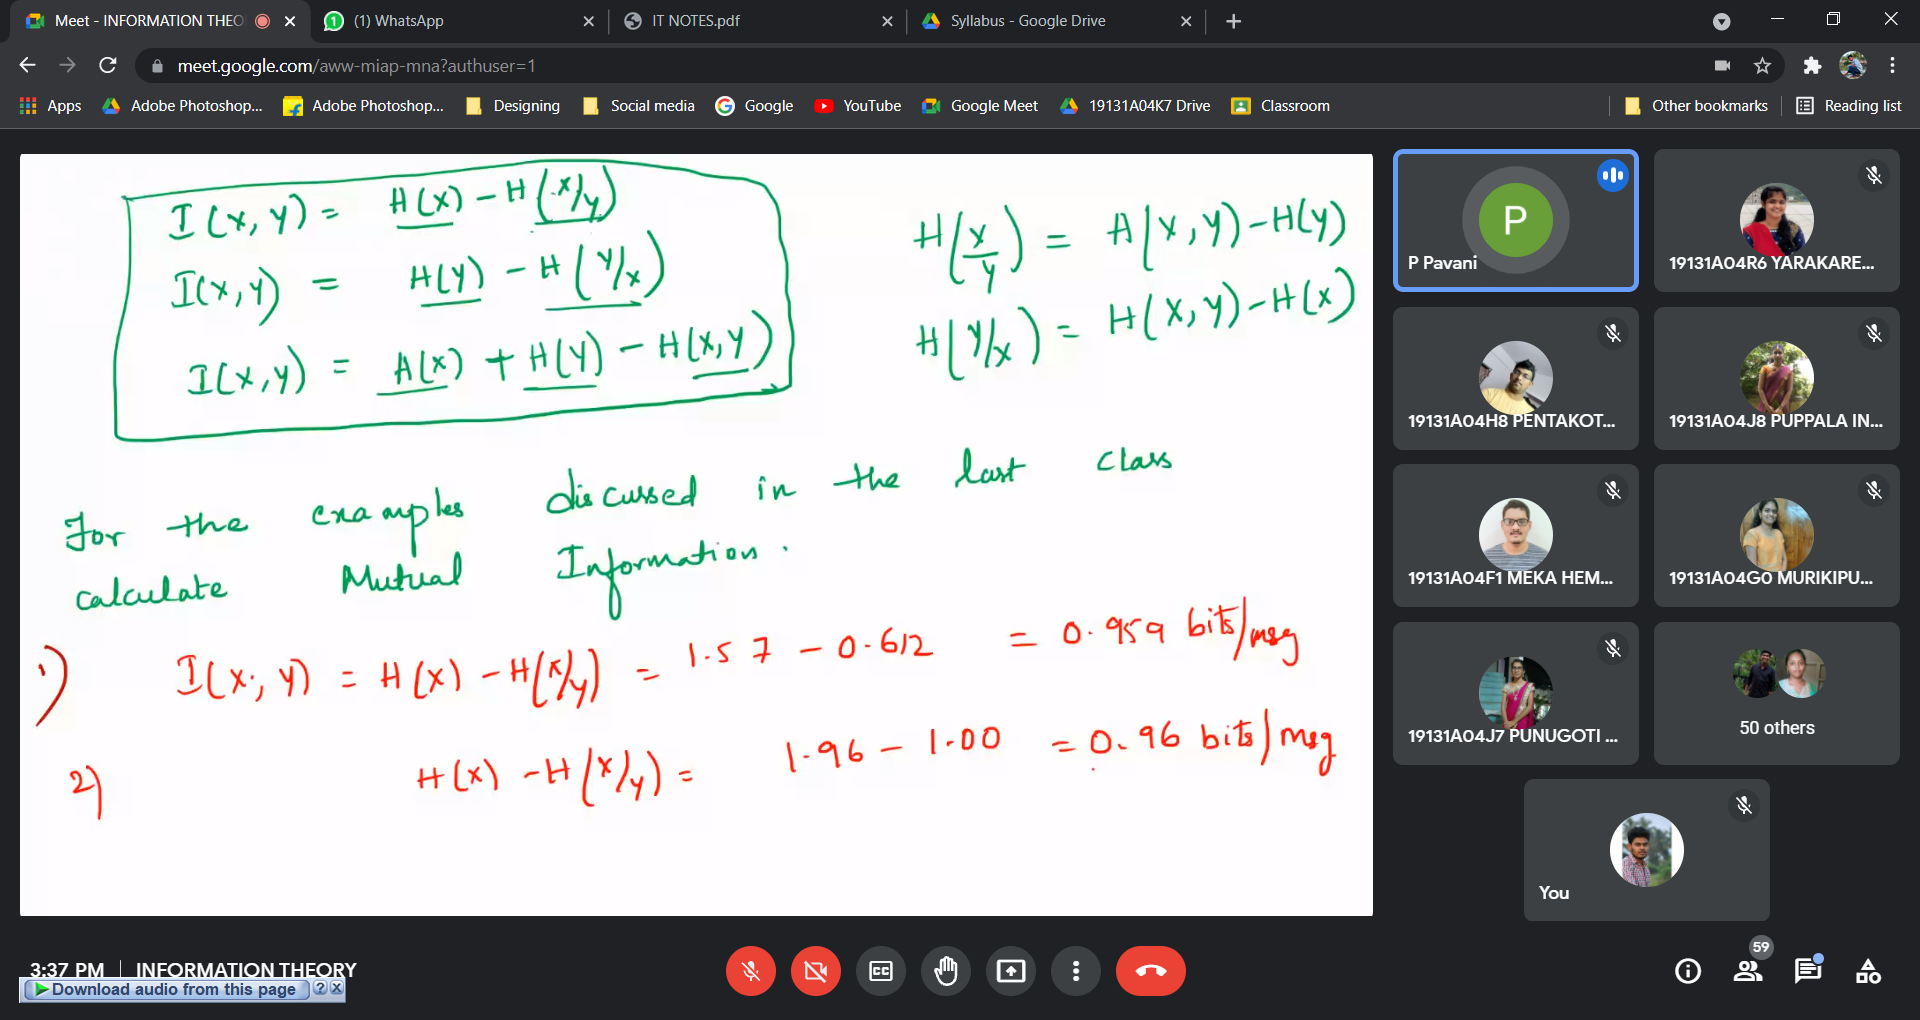 Meet - INFORMATION THEO
(1) WhatsApp
IT NOTES.pdf
Syllabus - Google Drive
meet.google.com/aww-miap-mna?authuser=1
Apps
Adobe Photoshop...
Adobe Photoshop...
Designing
Social media
Google
YouTube
Google Meet
19131A04K7 Drive
Classroom
Other bookmarks
Reading list
I(X,Y) = H(X) - H(X/Y)
I(X,Y) = H(Y) - H(Y/X)
I(X,Y) = H(X) + H(Y) - H(X,Y)
H(X/Y) = H(X,Y) - H(Y)
H(Y/X) = H(X,Y) - H(X)
For the examples discussed in the last class
calculate Mutual Information.
1) I(X;,Y) = H(X) - H(X/Y) = 1.57 - 0.612 = 0.959 bits/msg
2) H(X) - H(X/Y) = 1.96 - 1.00 = 0.96 bits/msg
P
P Pavani
19131A04R6 YARAKARE...
19131A04H8 PENTAKOT...
19131A04J8 PUPPALA IN...
19131A04F1 MEKA HEM...
19131A04G0 MURIKIPU...
19131A04J7 PUNUGOTI ...
50 others
You
3:37 PM | INFORMATION THEORY
Download audio from this page ? X
CC
59